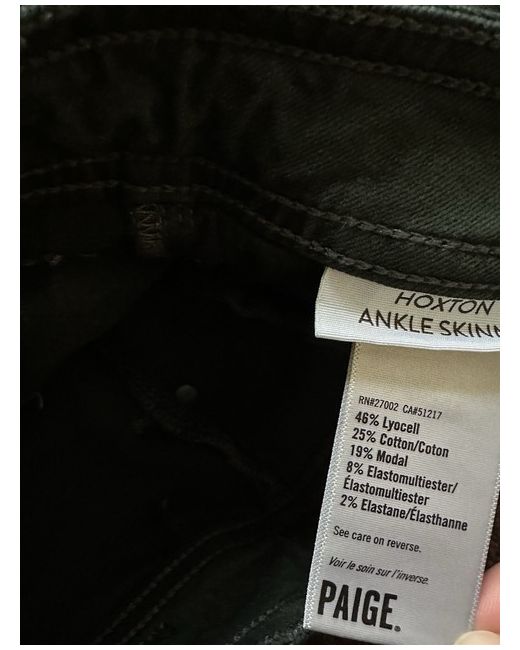 HOXTON
ANKLE
RN#27002 CA#51217
46% Lyocell
25% Cotton/Coton
19% Modal
8% Elastomultiester/
Élastomultiester
2% Elastane/Élasthanne
See care on reverse.
Voir le soin sur l'inverse.
PAIGE.